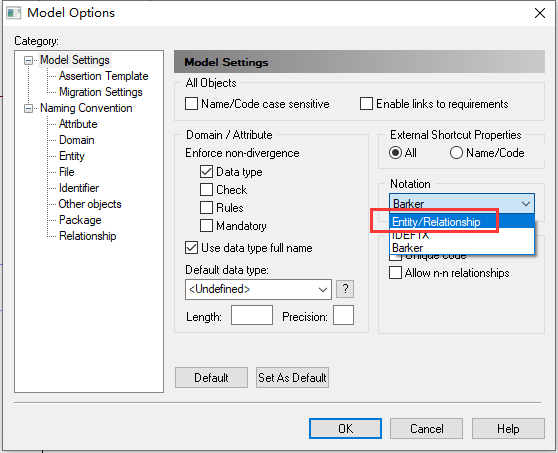 Model Options
Category:
Model Settings
Assertion Template
Migration Settings
Naming Convention
Attribute
Domain
Entity
File
Identifier
Other objects
Package
Relationship
Model Settings
All Objects
Name/Code case sensitive
Enable links to requirements
Domain / Attribute
Enforce non-divergence
Data type
Check
Rules
Mandatory
Use data type full name
Default data type:
<Undefined>
?
Length:
Precision:
External Shortcut Properties
All
Name/Code
Notation
Barker
Entity/Relationship
IDEF1X
Barker
Unique code
Allow n-n relationships
Default
Set As Default
OK
Cancel
Help